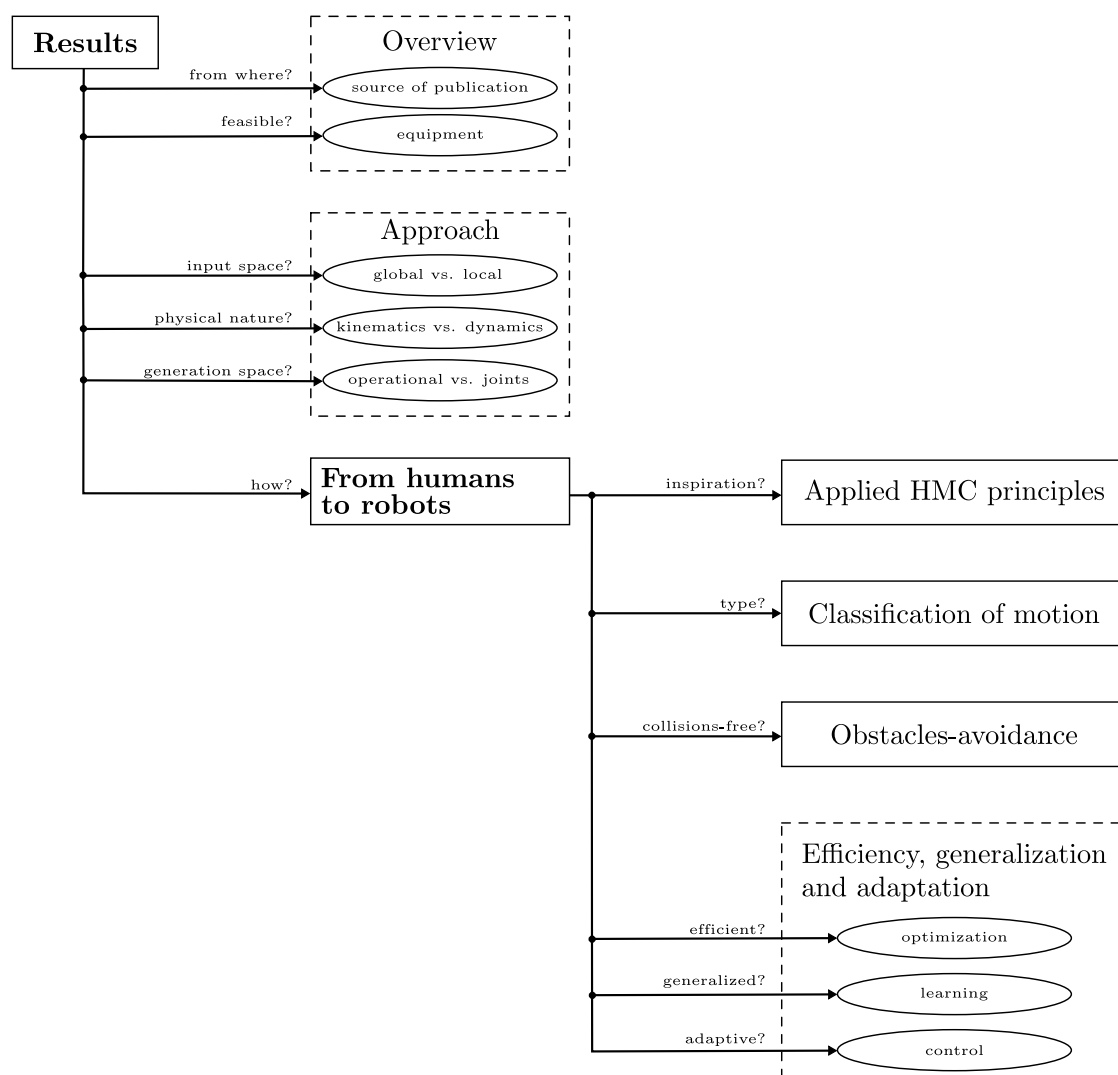 Results
Overview
from where?
source of publication
feasible?
equipment
Approach
input space?
global vs. local
physical nature?
kinematics vs. dynamics
generation space?
operational vs. joints
how?
From humans
to robots
inspiration?
Applied HMC principles
type?
Classification of motion
collisions-free?
Obstacles-avoidance
Efficiency, generalization
and adaptation
efficient?
optimization
generalized?
learning
adaptive?
control